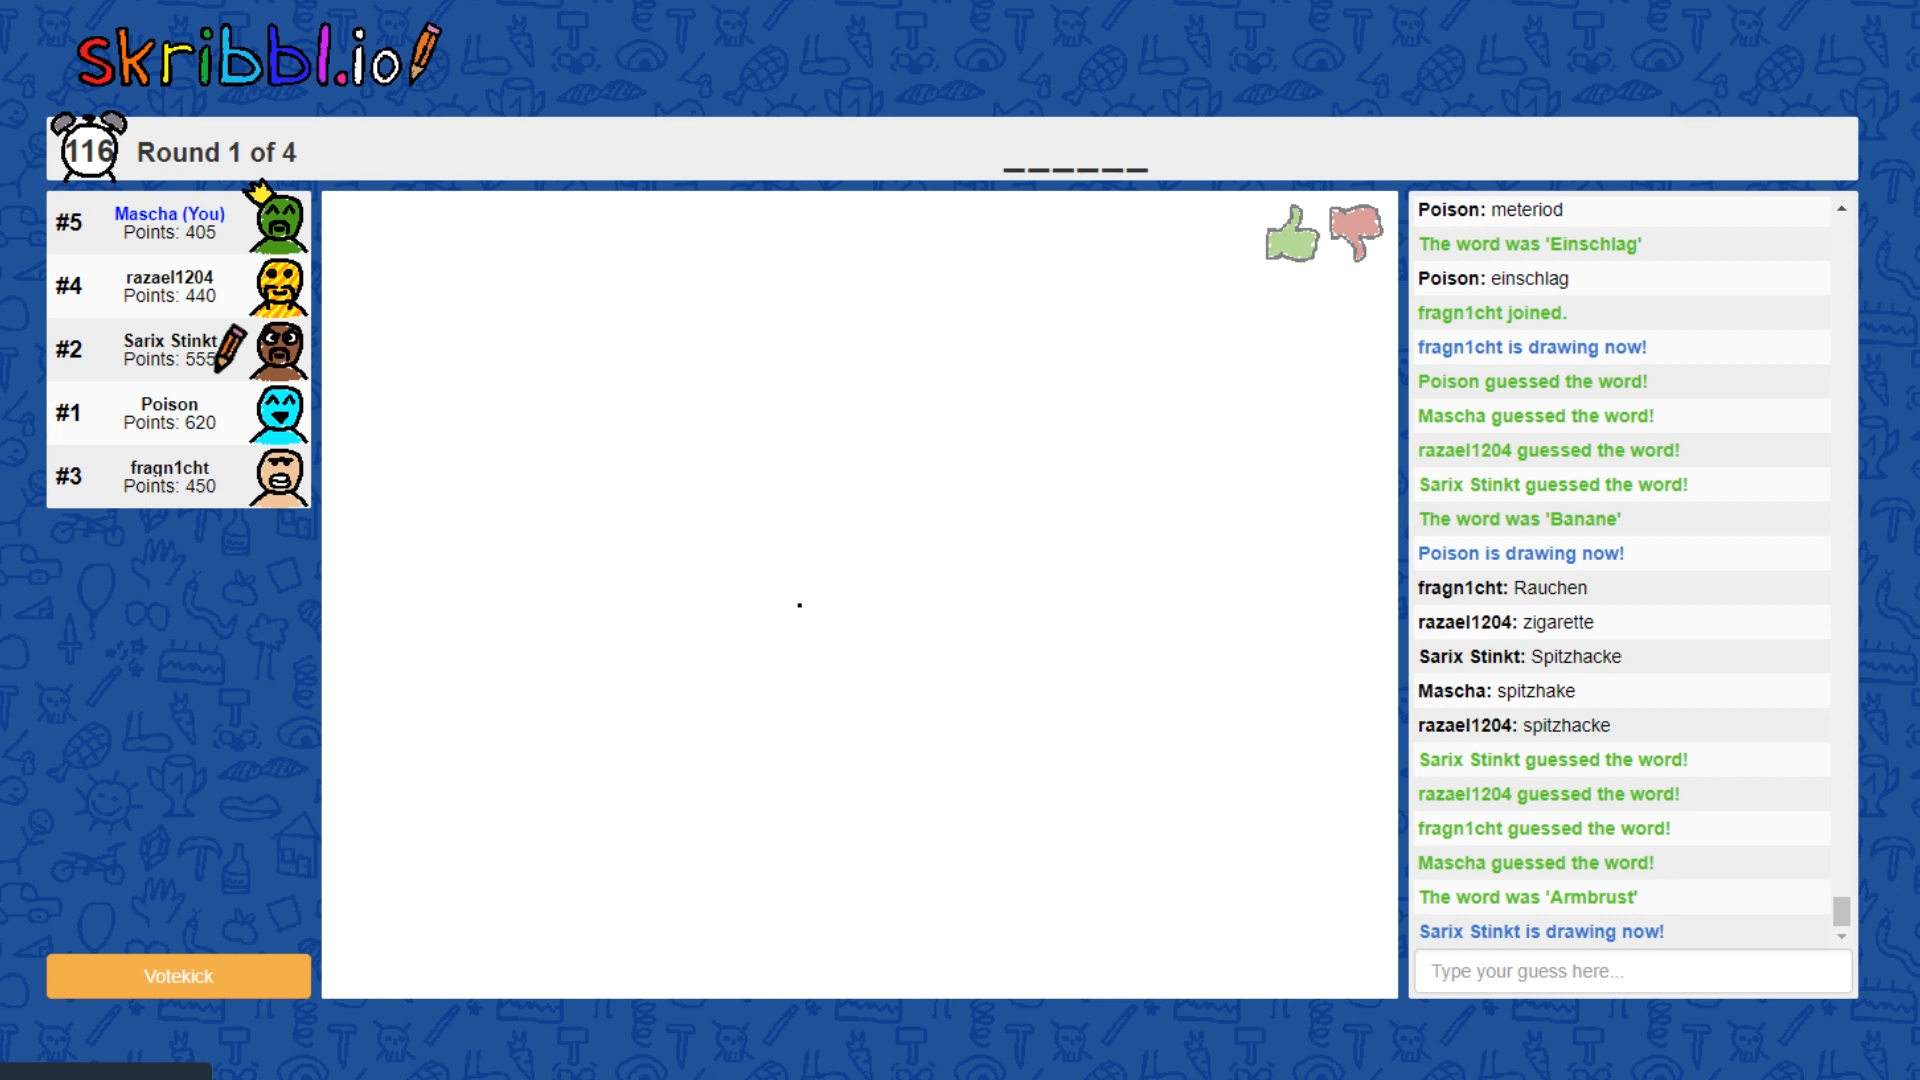 skribbl.io
116
Round 1 of 4
______
#5
Mascha (You)
Points: 405
#4
razael1204
Points: 440
#2
Sarix Stinkt
Points: 555
#1
Poison
Points: 620
#3
fragn1cht
Points: 450
Votekick
Poison: meteriod
The word was 'Einschlag'
Poison: einschlag
fragn1cht joined.
fragn1cht is drawing now!
Poison guessed the word!
Mascha guessed the word!
razael1204 guessed the word!
Sarix Stinkt guessed the word!
The word was 'Banane'
Poison is drawing now!
fragn1cht: Rauchen
razael1204: zigarette
Sarix Stinkt: Spitzhacke
Mascha: spitzhake
razael1204: spitzhacke
Sarix Stinkt guessed the word!
razael1204 guessed the word!
fragn1cht guessed the word!
Mascha guessed the word!
The word was 'Armbrust'
Sarix Stinkt is drawing now!
Type your guess here...